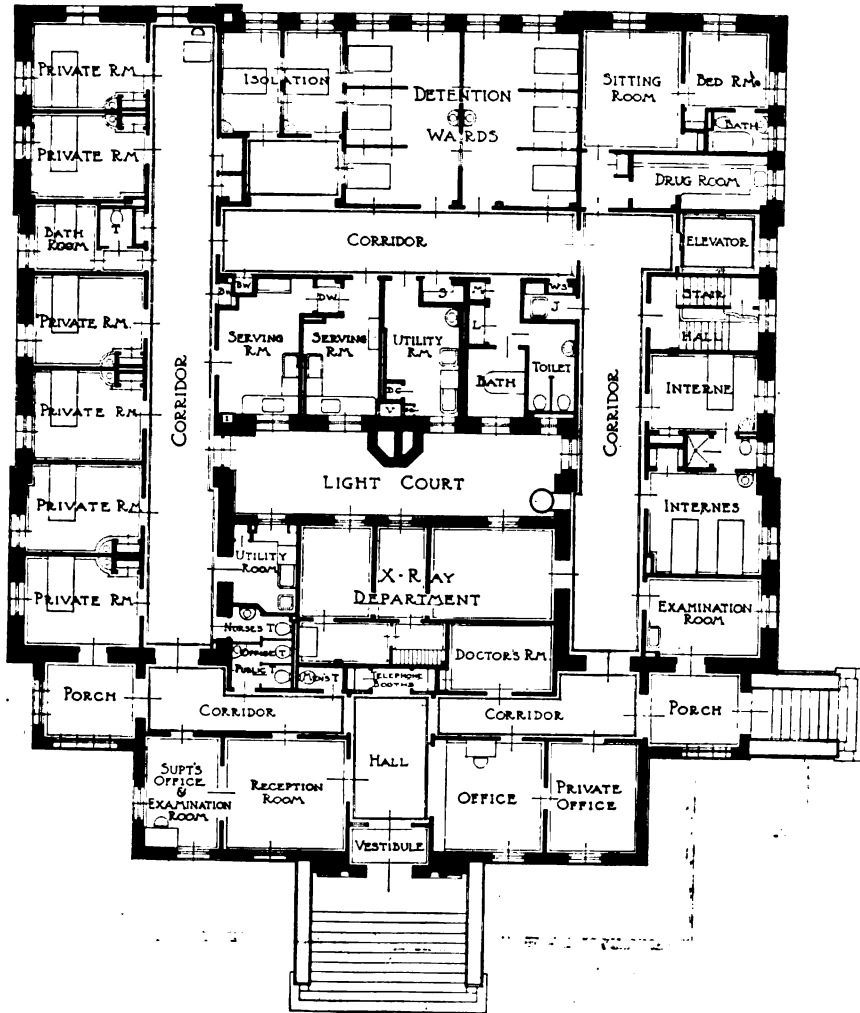 PRIVATE RM
ISOLATION
DETENTION
WARDS
SITTING
ROOM
BED RM.
BATH
PRIVATE RM
DRUG ROOM
BATH
ROOM
T
CORRIDOR
ELEVATOR
STAIR
HALL
PRIVATE RM
BW
DW
S
M
WS
J
L
SERVING
RM
SERVING
RM
UTILITY
RM
BATH
TOILET
INTERNE
CORRIDOR
CORRIDOR
PRIVATE RM
V
LIGHT COURT
PRIVATE RM
INTERNES
UTILITY
ROOM
X-RAY
DEPARTMENT
PRIVATE RM
EXAMINATION
ROOM
NURSES T
OFFICE T
PUBLIC T
MEN'S T
TELEPHONE
BOOTHS
DOCTOR'S RM
PORCH
CORRIDOR
CORRIDOR
PORCH
SUPT'S
OFFICE
&
EXAMINATION
ROOM
RECEPTION
ROOM
HALL
OFFICE
PRIVATE
OFFICE
VESTIBULE